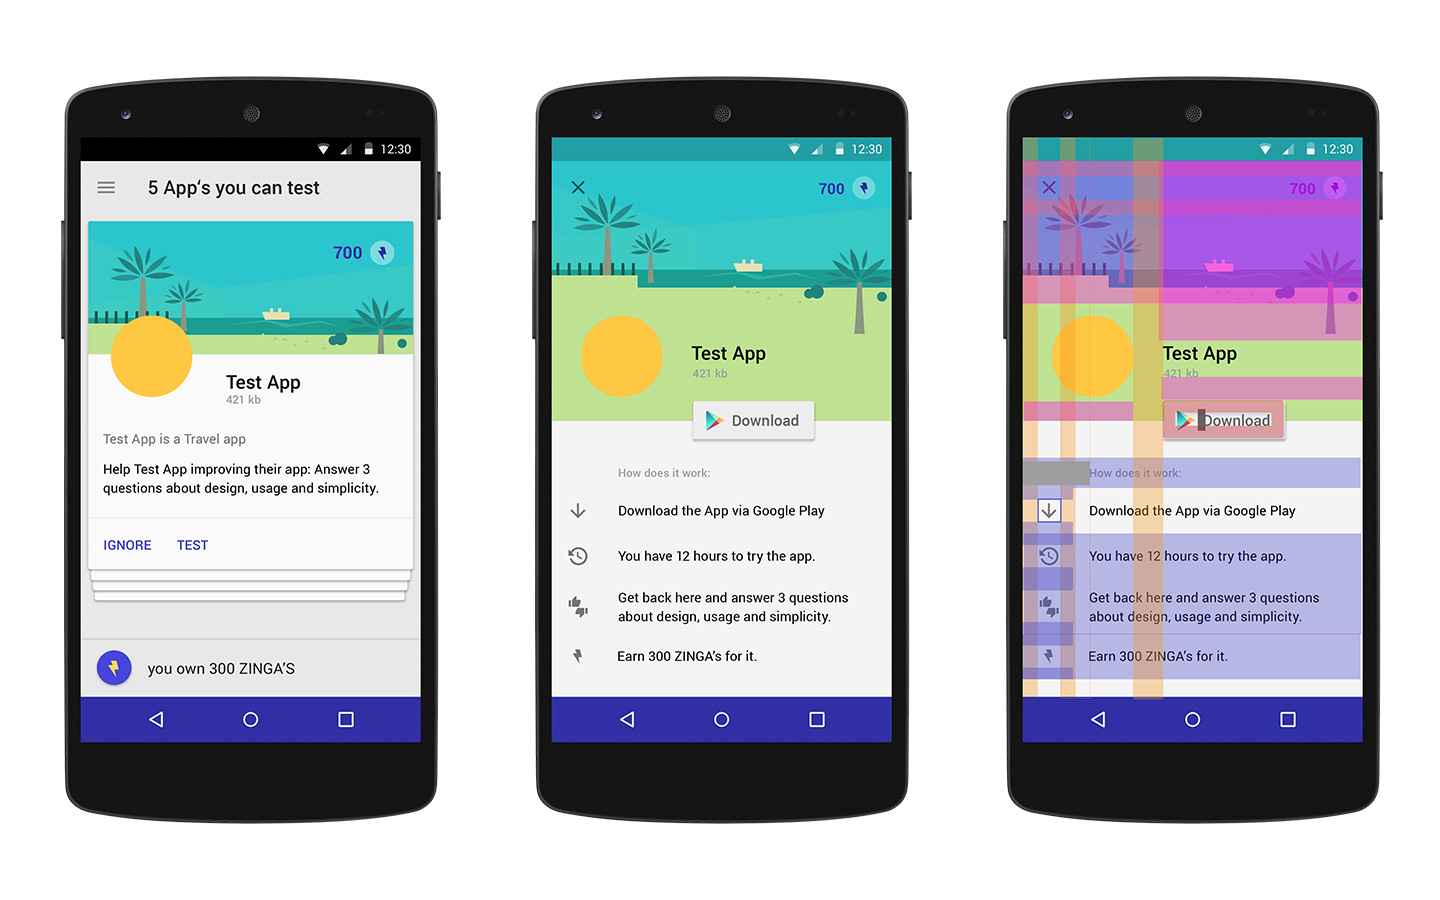 12:30
5 App‘s you can test
700
Test App
421 kb
Test App is a Travel app
Help Test App improving their app: Answer 3
questions about design, usage and simplicity.
IGNORE TEST
you own 300 ZINGA’S
12:30
700
Test App
421 kb
Download
How does it work:
Download the App via Google Play
You have 12 hours to try the app.
Get back here and answer 3 questions
about design, usage and simplicity.
Earn 300 ZINGA’s for it.
12:30
700
Test App
421 kb
Download
How does it work:
Download the App via Google Play
You have 12 hours to try the app.
Get back here and answer 3 questions
about design, usage and simplicity.
Earn 300 ZINGA’s for it.